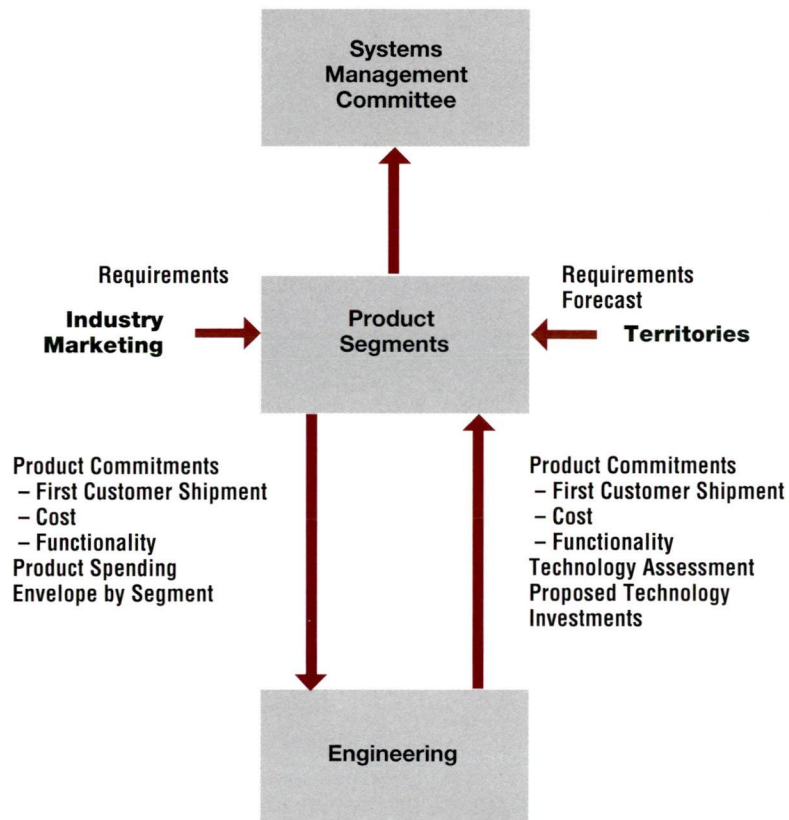 Systems
Management
Committee
Requirements
Industry
Marketing
Product
Segments
Requirements
Forecast
Territories
Product Commitments
– First Customer Shipment
– Cost
– Functionality
Product Spending
Envelope by Segment
Product Commitments
– First Customer Shipment
– Cost
– Functionality
Technology Assessment
Proposed Technology
Investments
Engineering